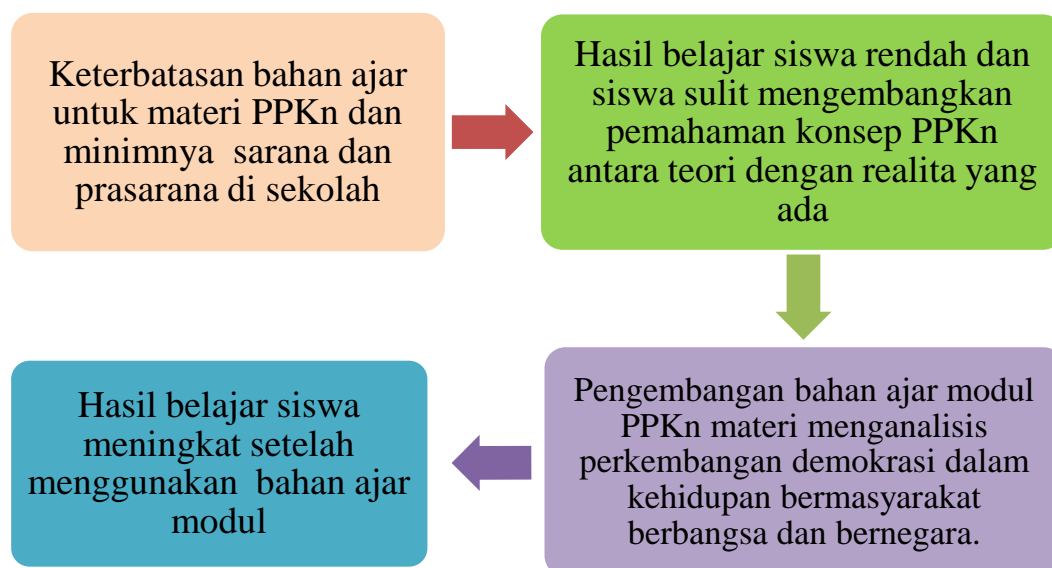 Keterbatasan bahan ajar
untuk materi PPKn dan
minimnya  sarana dan
prasarana di sekolah
Hasil belajar siswa rendah dan
siswa sulit mengembangkan
pemahaman konsep PPKn
antara teori dengan realita yang
ada
Pengembangan bahan ajar modul
PPKn materi menganalisis
perkembangan demokrasi dalam
kehidupan bermasyarakat
berbangsa dan bernegara.
Hasil belajar siswa
meningkat setelah
menggunakan  bahan ajar
modul